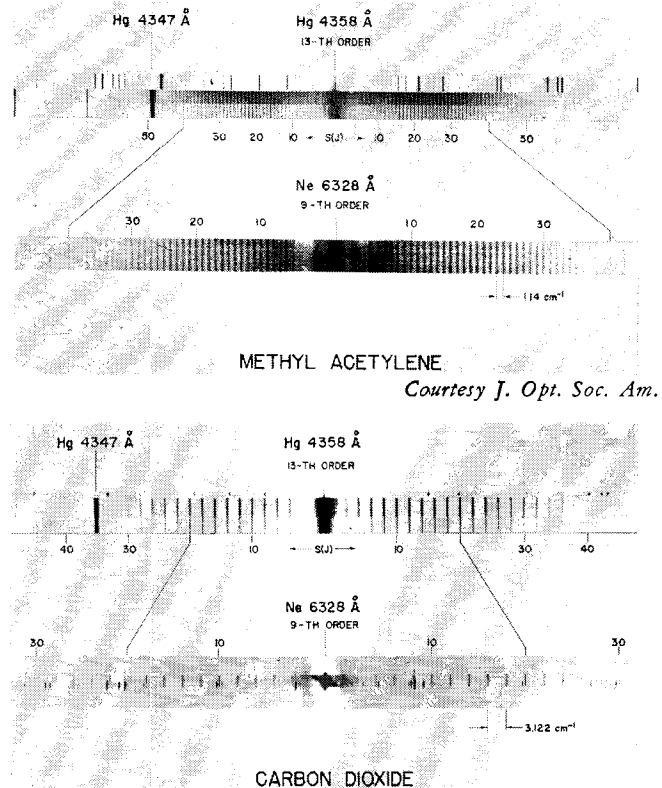 Hg 4347 Å Hg 4358 Å
13-TH ORDER
50 30 20 10 ← S(J) → 10 20 30 50
Ne 6328 Å
9-TH ORDER
30 20 10 10 20 30
METHYL ACETYLENE
Courtesy J. Opt. Soc. Am.
Hg 4347 Å Hg 4358 Å
13-TH ORDER
40 30 10 ← S(J) → 10 30 40
Ne 6328 Å
9-TH ORDER
30 10 10 30
3.122 cm⁻¹
CARBON DIOXIDE